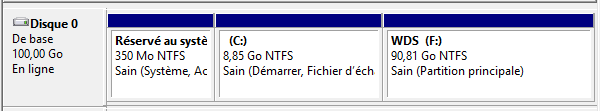 Disque 0
De base
100,00 Go
En ligne
Réservé au systè
350 Mo NTFS
Sain (Système, Ac
(C:)
8,85 Go NTFS
Sain (Démarrer, Fichier d'éch
WDS (F:)
90,81 Go NTFS
Sain (Partition principale)